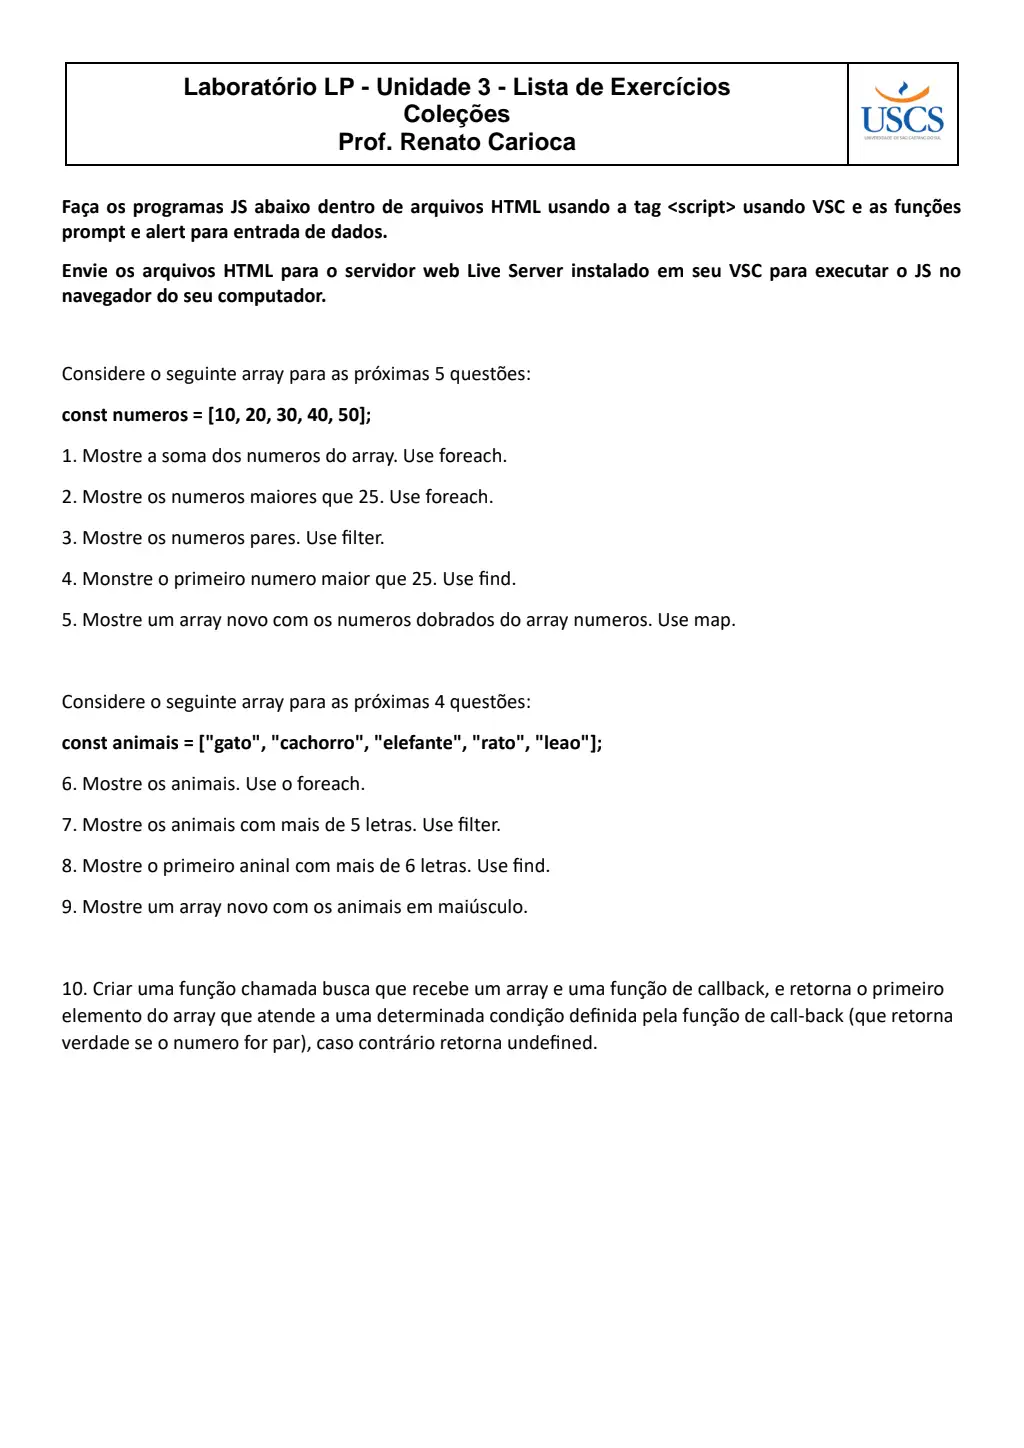 Laboratório LP - Unidade 3 - Lista de Exercícios
Coleções
Prof. Renato Carioca
USCS
UNIVERSIDADE DE SÃO CAETANO DO SUL
Faça os programas JS abaixo dentro de arquivos HTML usando a tag <script> usando VSC e as funções
prompt e alert para entrada de dados.
Envie os arquivos HTML para o servidor web Live Server instalado em seu VSC para executar o JS no
navegador do seu computador.
Considere o seguinte array para as próximas 5 questões:
const numeros = [10, 20, 30, 40, 50];
1. Mostre a soma dos numeros do array. Use foreach.
2. Mostre os numeros maiores que 25. Use foreach.
3. Mostre os numeros pares. Use filter.
4. Monstre o primeiro numero maior que 25. Use find.
5. Mostre um array novo com os numeros dobrados do array numeros. Use map.
Considere o seguinte array para as próximas 4 questões:
const animais = ["gato", "cachorro", "elefante", "rato", "leao"];
6. Mostre os animais. Use o foreach.
7. Mostre os animais com mais de 5 letras. Use filter.
8. Mostre o primeiro aninal com mais de 6 letras. Use find.
9. Mostre um array novo com os animais em maiúsculo.
10. Criar uma função chamada busca que recebe um array e uma função de callback, e retorna o primeiro
elemento do array que atende a uma determinada condição definida pela função de call-back (que retorna
verdade se o numero for par), caso contrário retorna undefined.